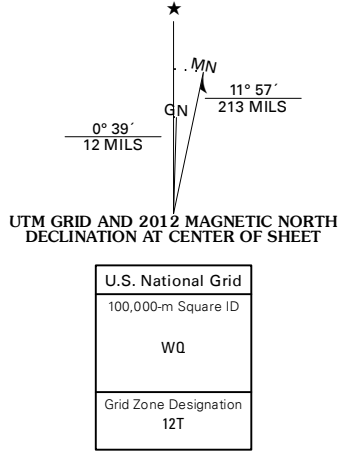 ★
MN
GN
11° 57´
213 MILS
0° 39´
12 MILS
UTM GRID AND 2012 MAGNETIC NORTH
DECLINATION AT CENTER OF SHEET
U.S. National Grid
100,000-m Square ID
WQ
Grid Zone Designation
12T